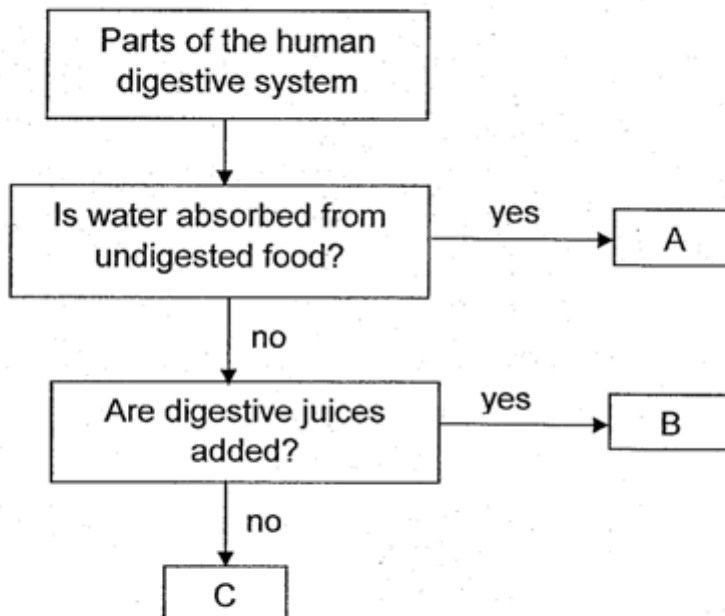 Parts of the human
digestive system
Is water absorbed from
undigested food?
yes
A
no
Are digestive juices
added?
yes
B
no
C